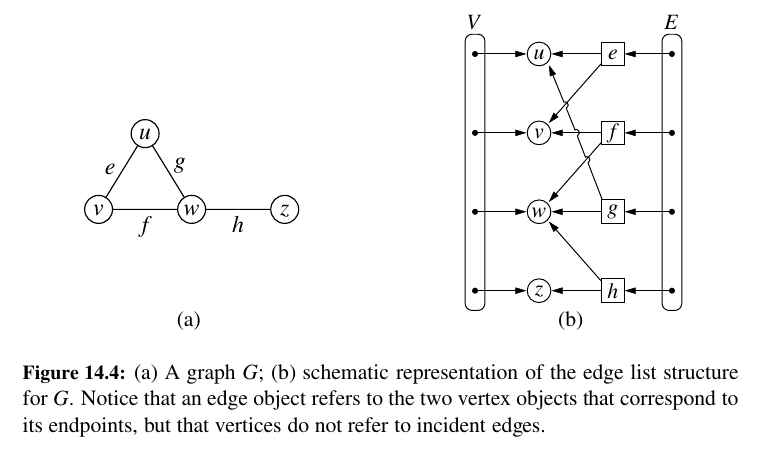 V E
u e
u
e g
v f
v w z
f h
w g
z h
(a) (b)
Figure 14.4: (a) A graph G; (b) schematic representation of the edge list structure
for G. Notice that an edge object refers to the two vertex objects that correspond to
its endpoints, but that vertices do not refer to incident edges.